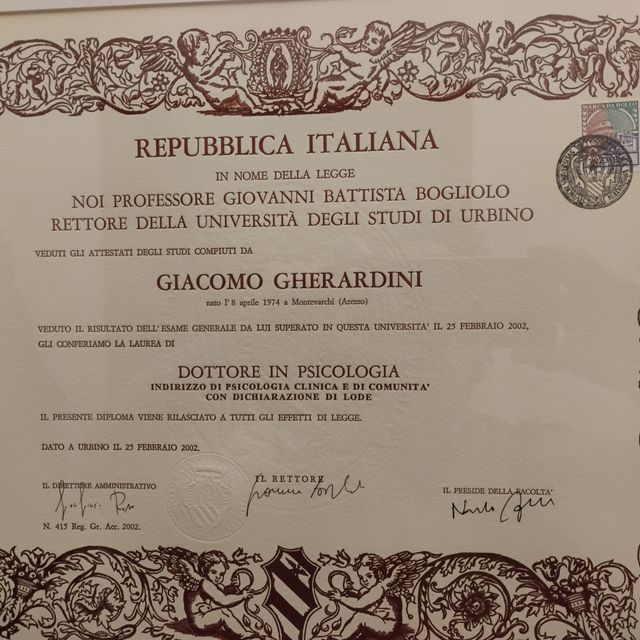 MARCA DA BOLLO
REPUBBLICA ITALIANA
IN NOME DELLA LEGGE
NOI PROFESSORE GIOVANNI BATTISTA BOGLIOLO
RETTORE DELLA UNIVERSITÀ DEGLI STUDI DI URBINO
VEDUTI GLI ATTESTATI DEGLI STUDI COMPIUTI DA
GIACOMO GHERARDINI
nato l'8 aprile 1974 a Montevarchi (Arezzo)
VEDUTO IL RISULTATO DELL'ESAME GENERALE DA LUI SUPERATO IN QUESTA UNIVERSITA' IL 25 FEBBRAIO 2002,
GLI CONFERIAMO LA LAUREA DI
DOTTORE IN PSICOLOGIA
INDIRIZZO DI PSICOLOGIA CLINICA E DI COMUNITA'
CON DICHIARAZIONE DI LODE
IL PRESENTE DIPLOMA VIENE RILASCIATO A TUTTI GLI EFFETTI DI LEGGE.
DATO A URBINO IL 25 FEBBRAIO 2002.
IL DIRETTORE AMMINISTRATIVO
IL RETTORE
IL PRESIDE DELLA FACOLTA'
N. 415 Reg. Gr. Acc. 2002.